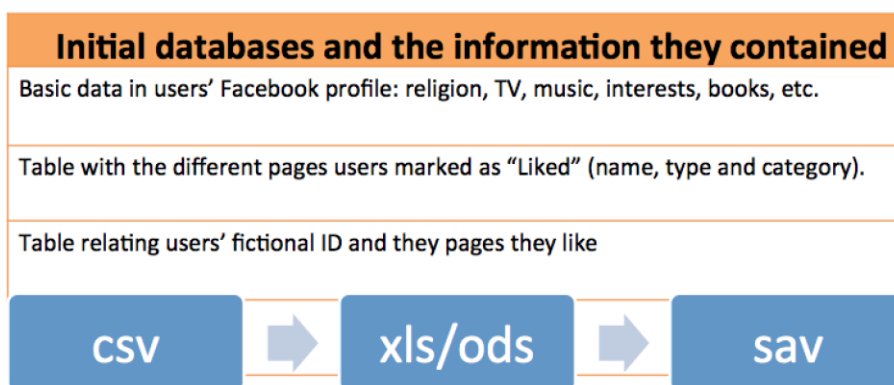 Initial databases and the information they contained
Basic data in users’ Facebook profile: religion, TV, music, interests, books, etc.
Table with the different pages users marked as “Liked” (name, type and category).
Table relating users’ fictional ID and they pages they like
csv
xls/ods
sav